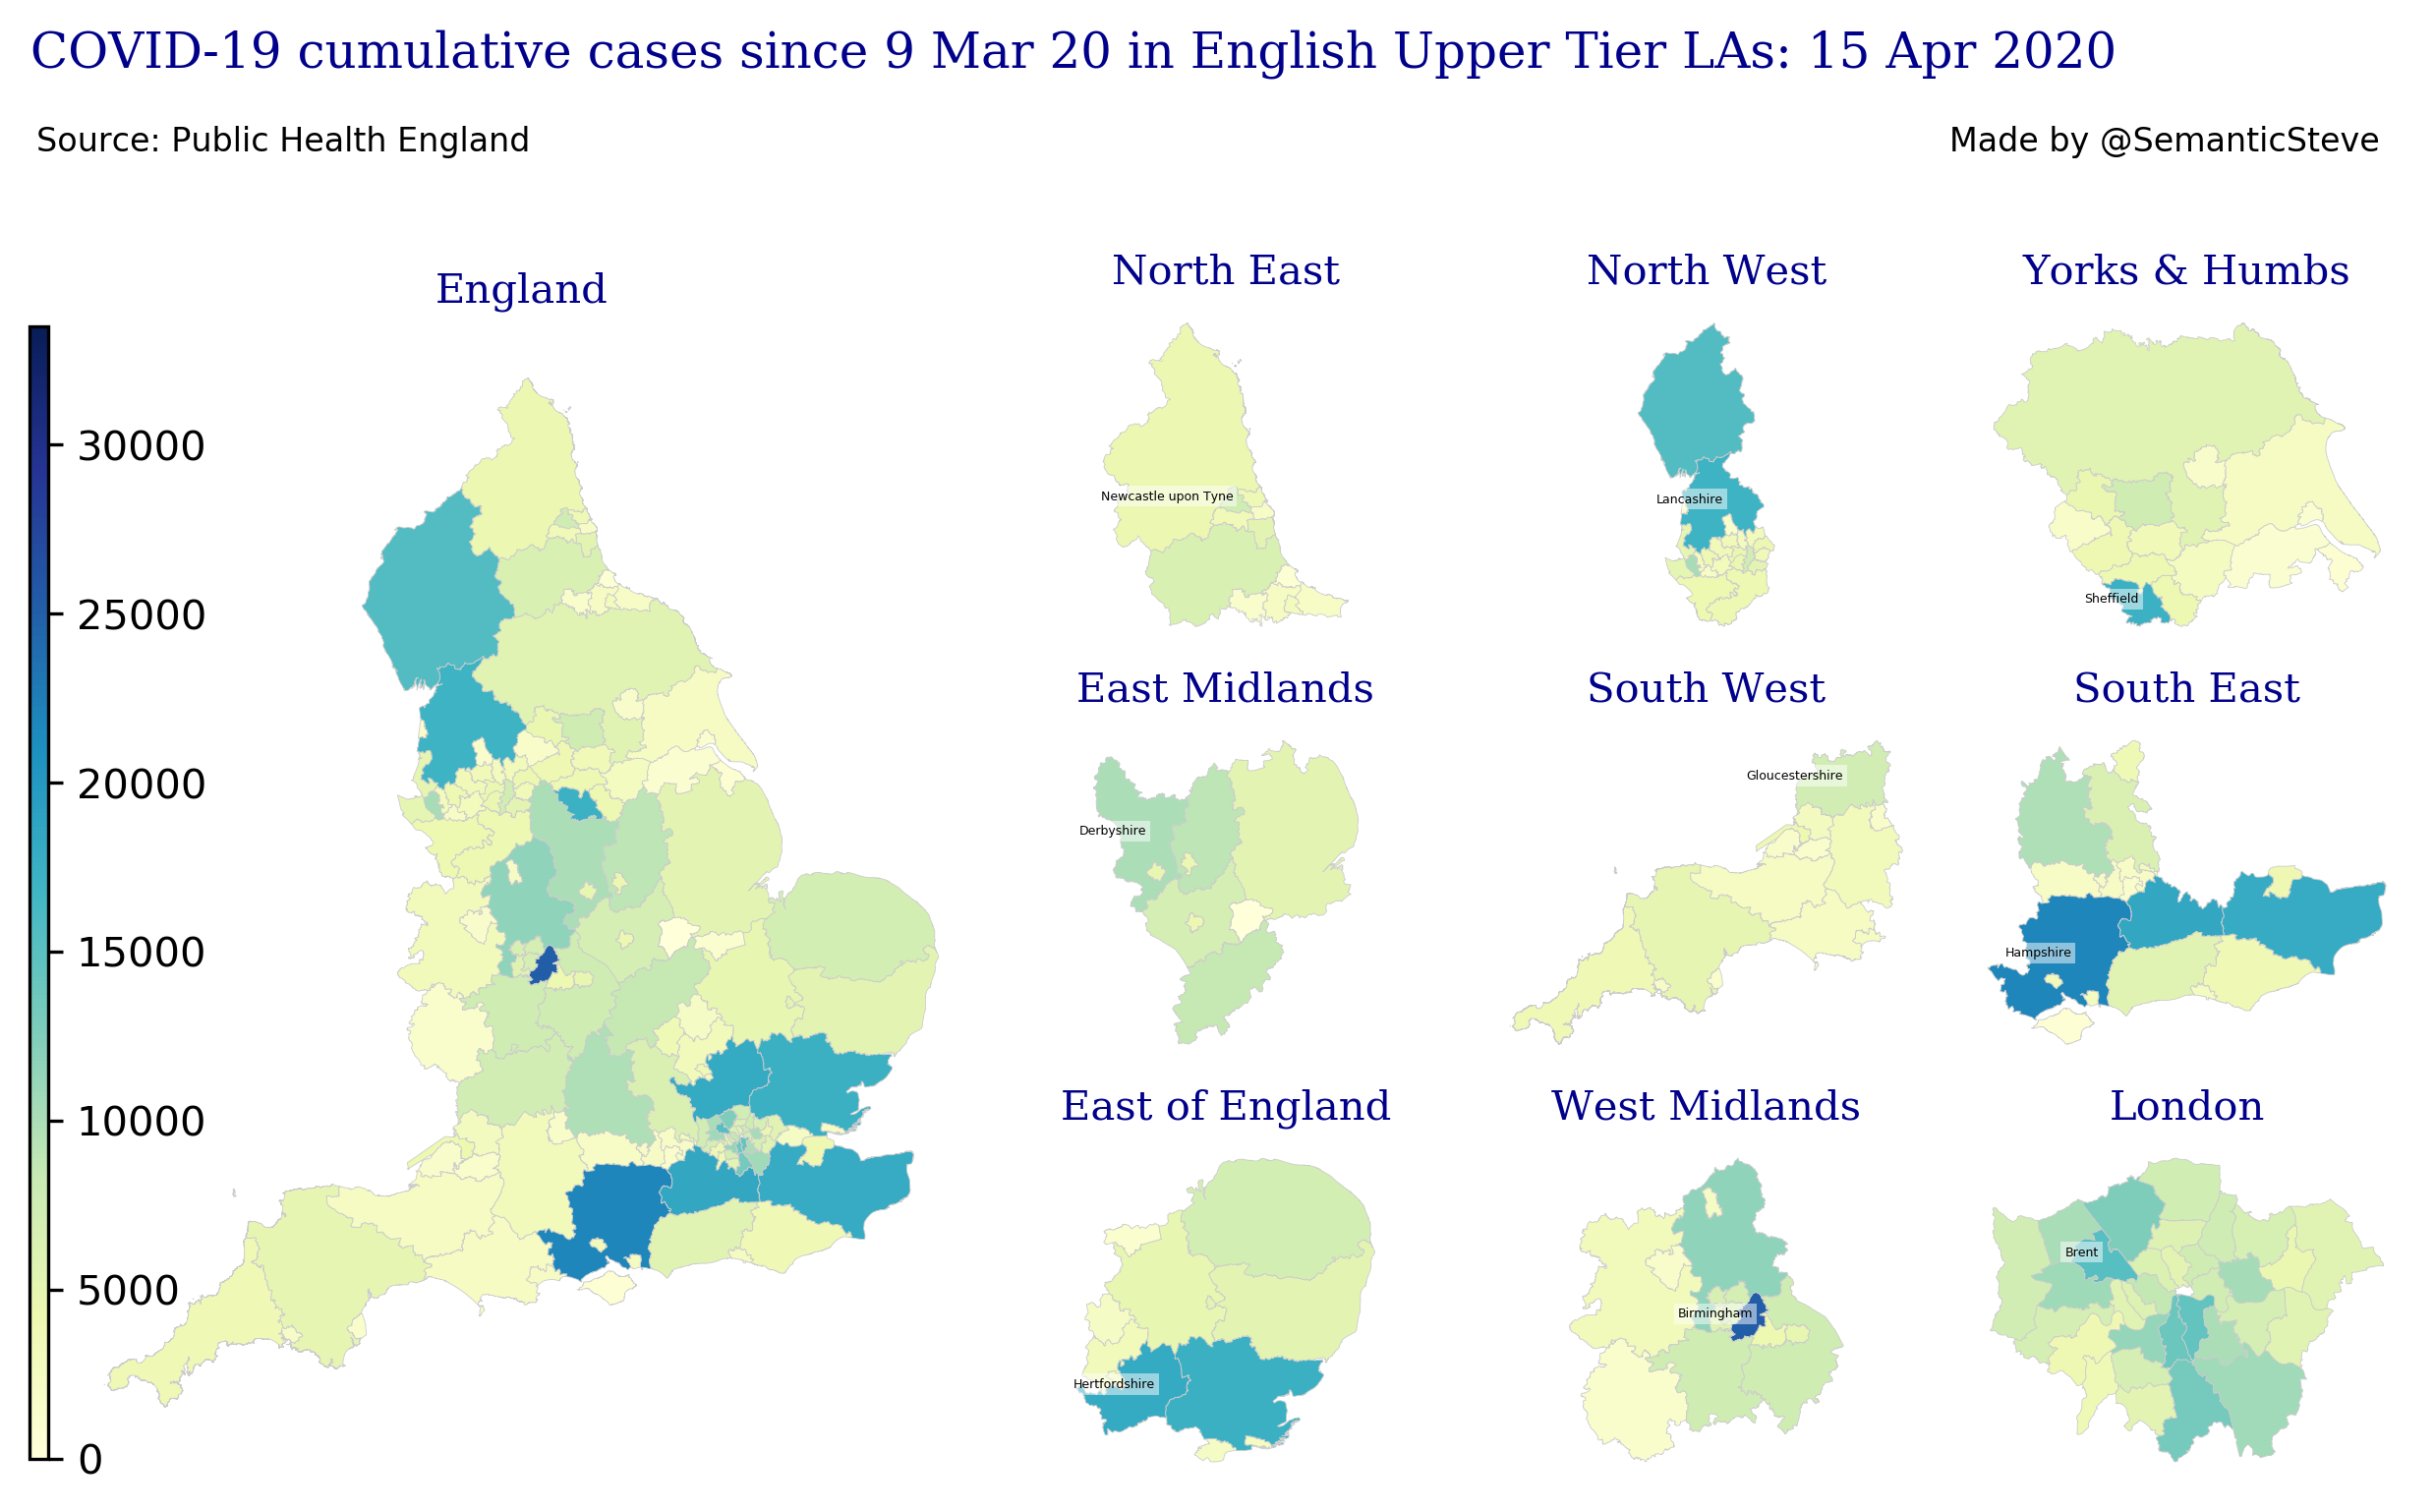 COVID-19 cumulative cases since 9 Mar 20 in English Upper Tier LAs: 15 Apr 2020
Source: Public Health England
Made by @SemanticSteve
England
30000
25000
20000
15000
10000
5000
0
North East
Newcastle upon Tyne
North West
Lancashire
Yorks & Humbs
Sheffield
East Midlands
Derbyshire
South West
Gloucestershire
South East
Hampshire
East of England
Hertfordshire
West Midlands
Birmingham
London
Brent